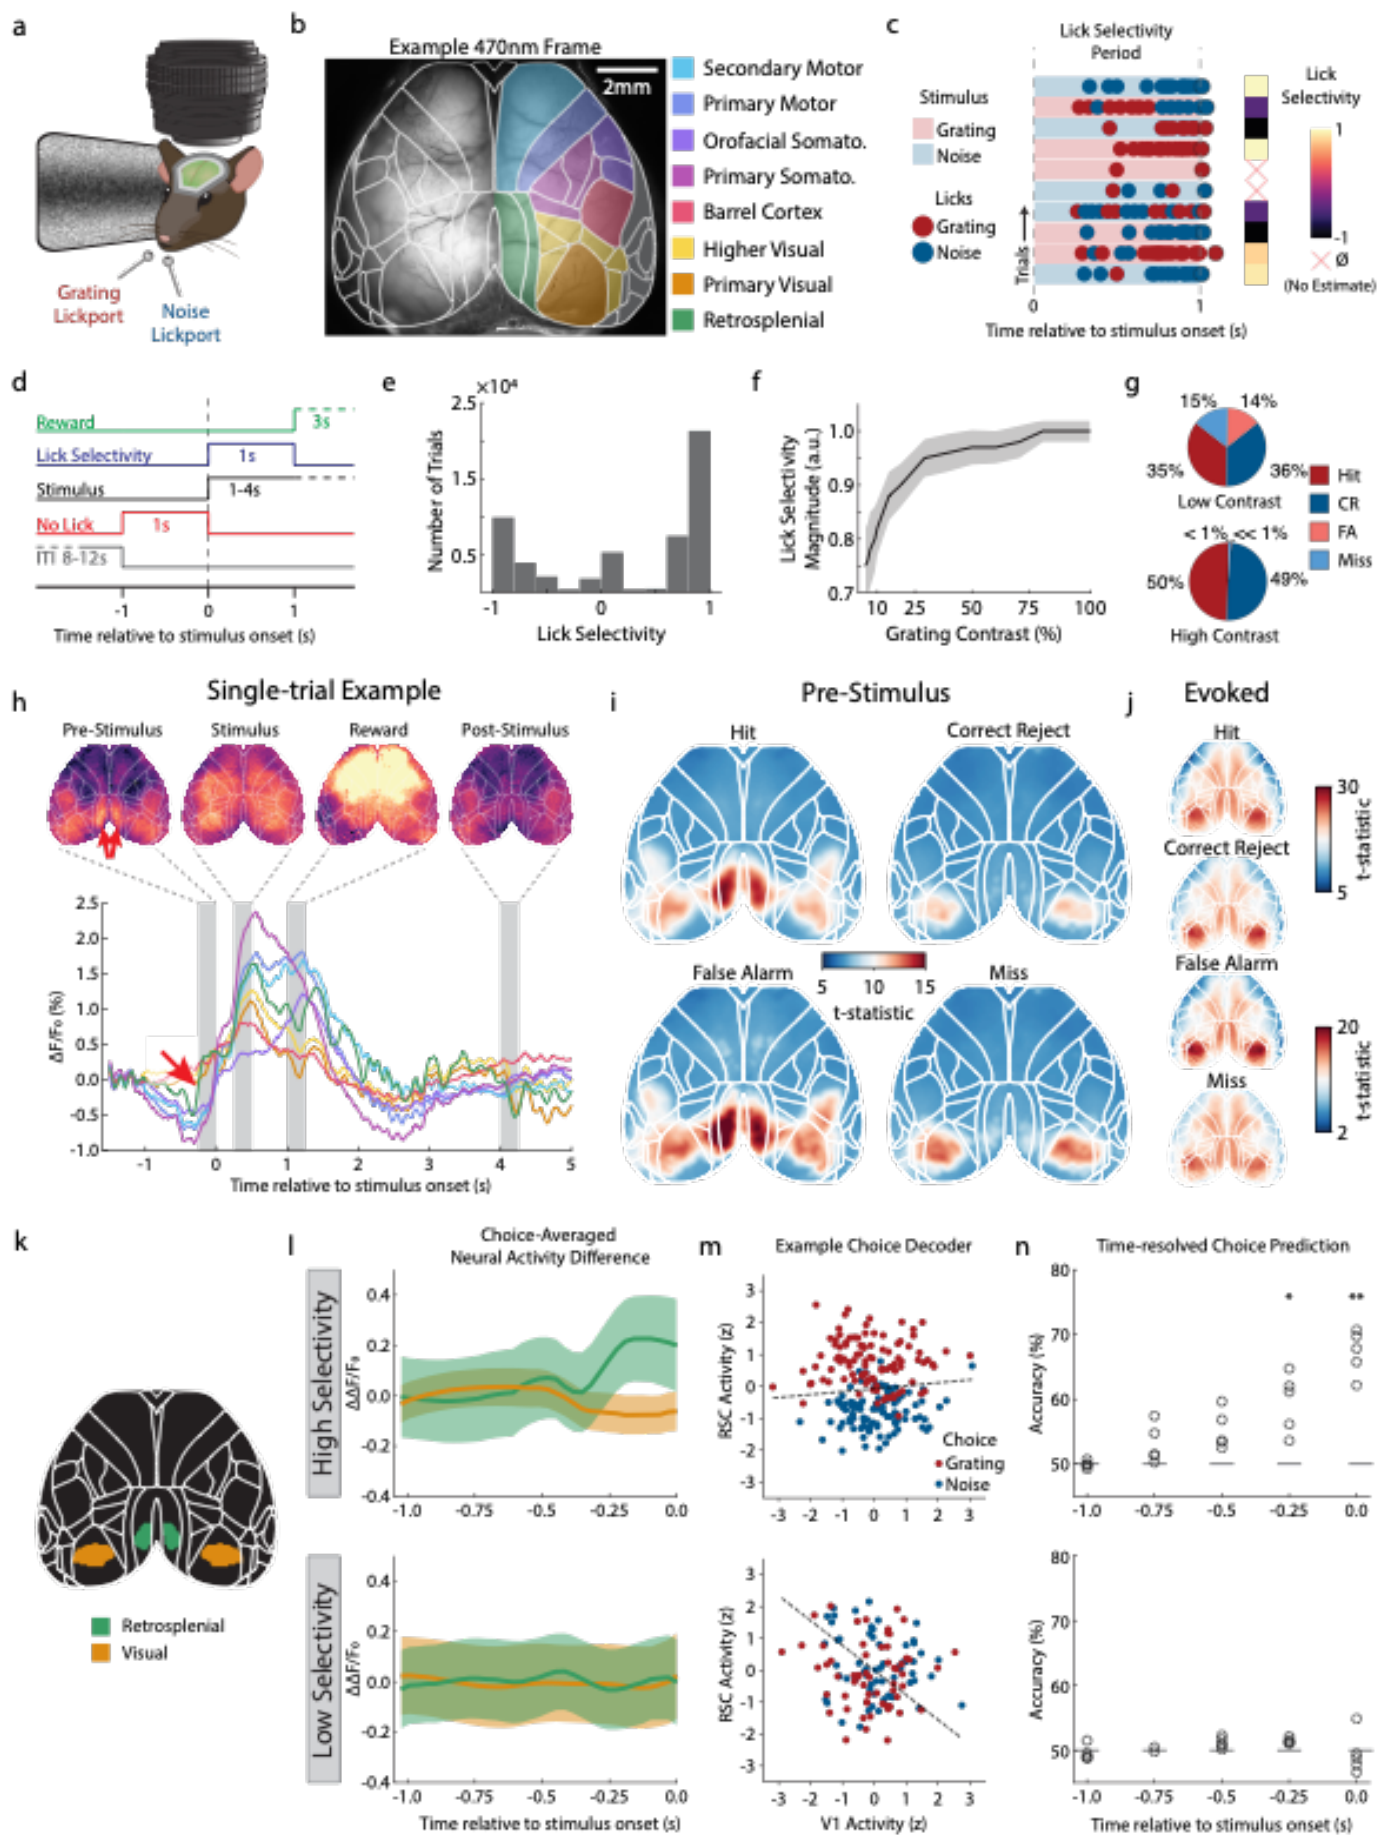 a
Grating
Lickport
Noise
Lickport
b
Example 470nm Frame
2mm
Secondary Motor
Primary Motor
Orofacial Somato.
Primary Somato.
Barrel Cortex
Higher Visual
Primary Visual
Retrosplenial
c
Lick Selectivity
Period
Stimulus
Grating
Noise
Licks
Grating
Noise
Trials
0
1
Time relative to stimulus onset (s)
Lick
Selectivity
1
-1
Ø
(No Estimate)
d
Reward
3s
Lick Selectivity
1s
Stimulus
1-4s
No Lick
1s
ITI 8-12s
-1
0
1
Time relative to stimulus onset (s)
e
×10⁴
2.5
1.5
0.5
Number of Trials
-1
0
1
Lick Selectivity
f
Lick Selectivity
Magnitude (a.u.)
1.0
0.9
0.8
0.7
10
25
50
75
100
Grating Contrast (%)
g
15%
14%
35%
36%
Low Contrast
< 1%
<< 1%
50%
49%
High Contrast
Hit
CR
FA
Miss
h
Single-trial Example
Pre-Stimulus
Stimulus
Reward
Post-Stimulus
ΔF/F₀ (%)
2.5
2.0
1.5
1.0
0.5
0.0
-0.5
-1.0
-1
0
1
2
3
4
5
Time relative to stimulus onset (s)
i
Pre-Stimulus
Hit
Correct Reject
False Alarm
Miss
5
10
15
t-statistic
j
Evoked
Hit
Correct Reject
False Alarm
Miss
30
5
t-statistic
20
2
t-statistic
k
Retrosplenial
Visual
l
Choice-Averaged
Neural Activity Difference
High Selectivity
ΔΔF/F₀
0.4
0.2
0.0
-0.2
-0.4
-1.0
-0.75
-0.5
-0.25
0.0
Low Selectivity
ΔΔF/F₀
0.4
0.2
0.0
-0.2
-0.4
-1.0
-0.75
-0.5
-0.25
0.0
Time relative to stimulus onset (s)
m
Example Choice Decoder
RSC Activity (z)
3
2
1
0
-1
-2
-3
Choice
Grating
Noise
-3
-2
-1
0
1
2
3
RSC Activity (z)
3
2
1
0
-1
-2
-3
-3
-2
-1
0
1
2
3
V1 Activity (z)
n
Time-resolved Choice Prediction
Accuracy (%)
80
70
60
50
*
**
-1.0
-0.75
-0.5
-0.25
0.0
Accuracy (%)
80
60
50
-1.0
-0.75
-0.5
-0.25
0.0
Time relative to stimulus onset (s)